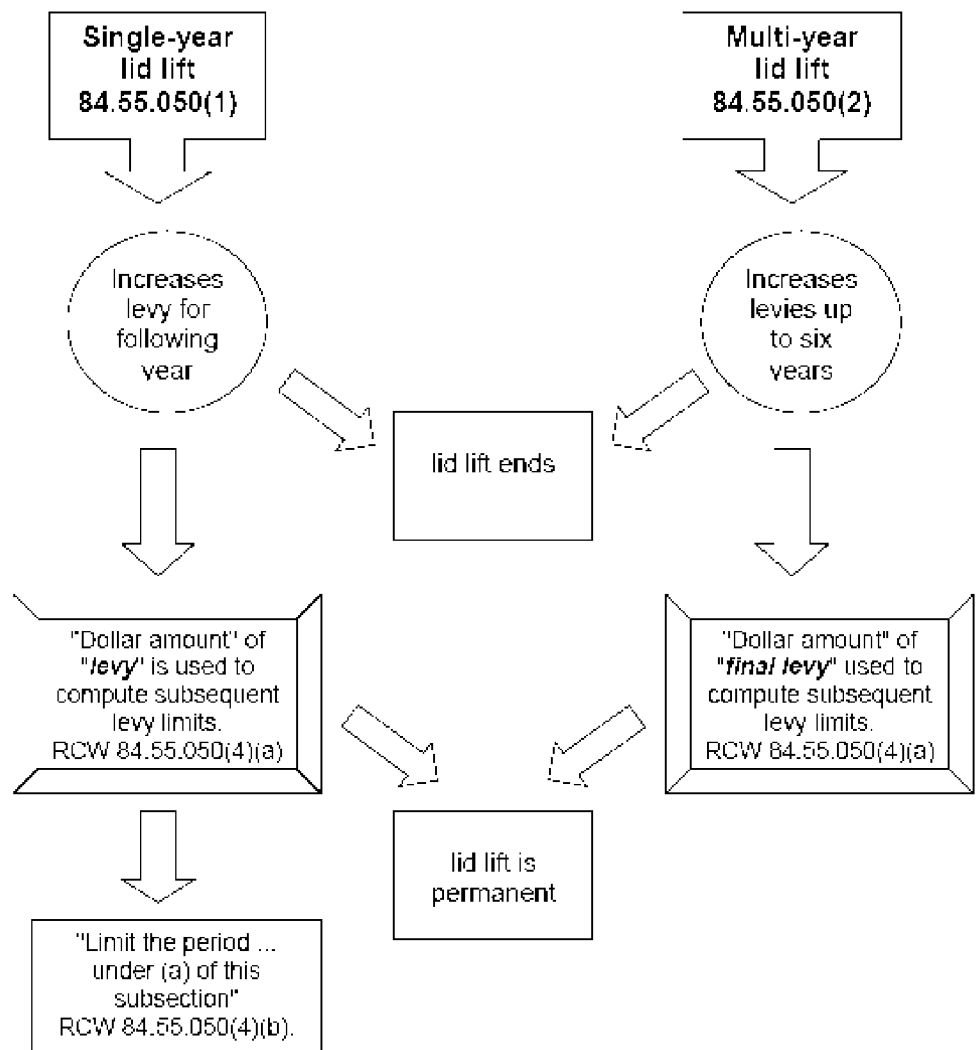 Single-year
lid lift
84.55.050(1)
Multi-year
lid lift
84.55.050(2)
Increases
levy for
following
year
Increases
levies up
to six
years
lid lift ends
"Dollar amount" of
"levy" is used to
compute subsequent
levy limits.
RCW 84.55.050(4)(a)
"Dollar amount" of
"final levy" used to
compute subsequent
levy limits.
RCW 84.55.050(4)(a)
lid lift is
permanent
"Limit the period ...
under (a) of this
subsection"
RCW 84.55.050(4)(b).